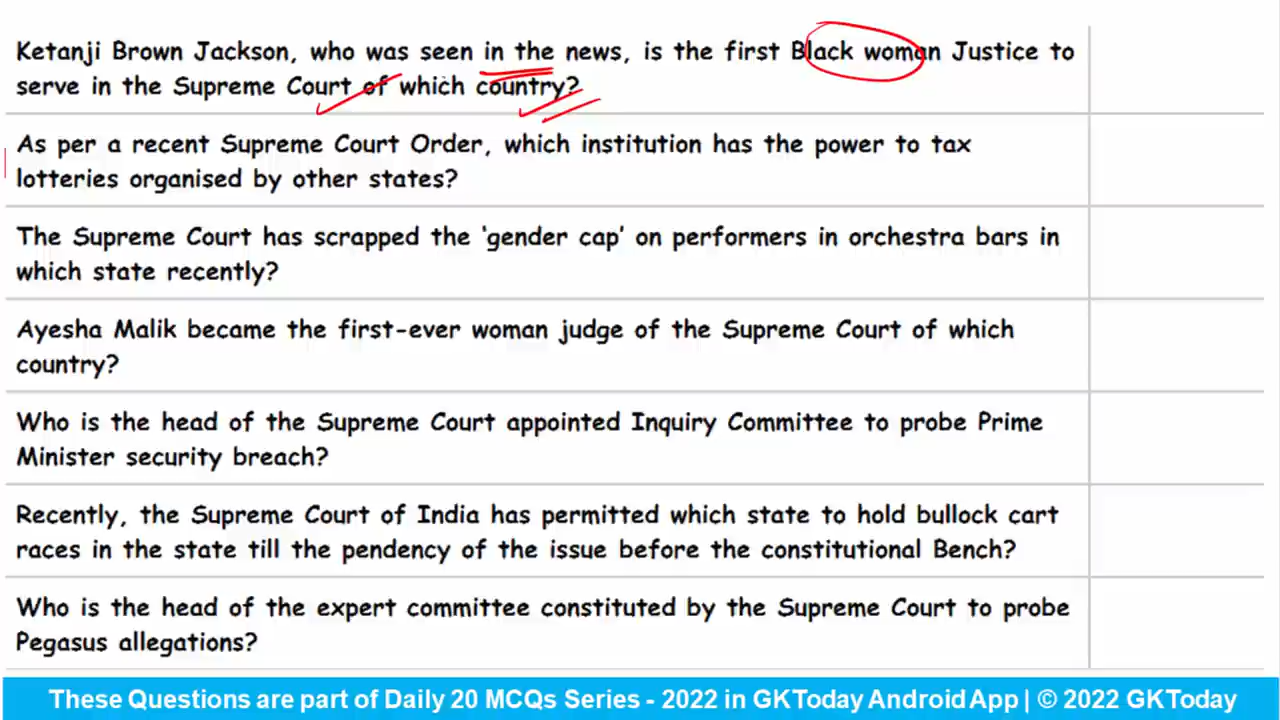 Ketanji Brown Jackson, who was seen in the news, is the first Black woman Justice to
serve in the Supreme Court of which country?
As per a recent Supreme Court Order, which institution has the power to tax
lotteries organised by other states?
The Supreme Court has scrapped the 'gender cap' on performers in orchestra bars in
which state recently?
Ayesha Malik became the first-ever woman judge of the Supreme Court of which
country?
Who is the head of the Supreme Court appointed Inquiry Committee to probe Prime
Minister security breach?
Recently, the Supreme Court of India has permitted which state to hold bullock cart
races in the state till the pendency of the issue before the constitutional Bench?
Who is the head of the expert committee constituted by the Supreme Court to probe
Pegasus allegations?
These Questions are part of Daily 20 MCQs Series - 2022 in GKToday Android App | © 2022 GKToday